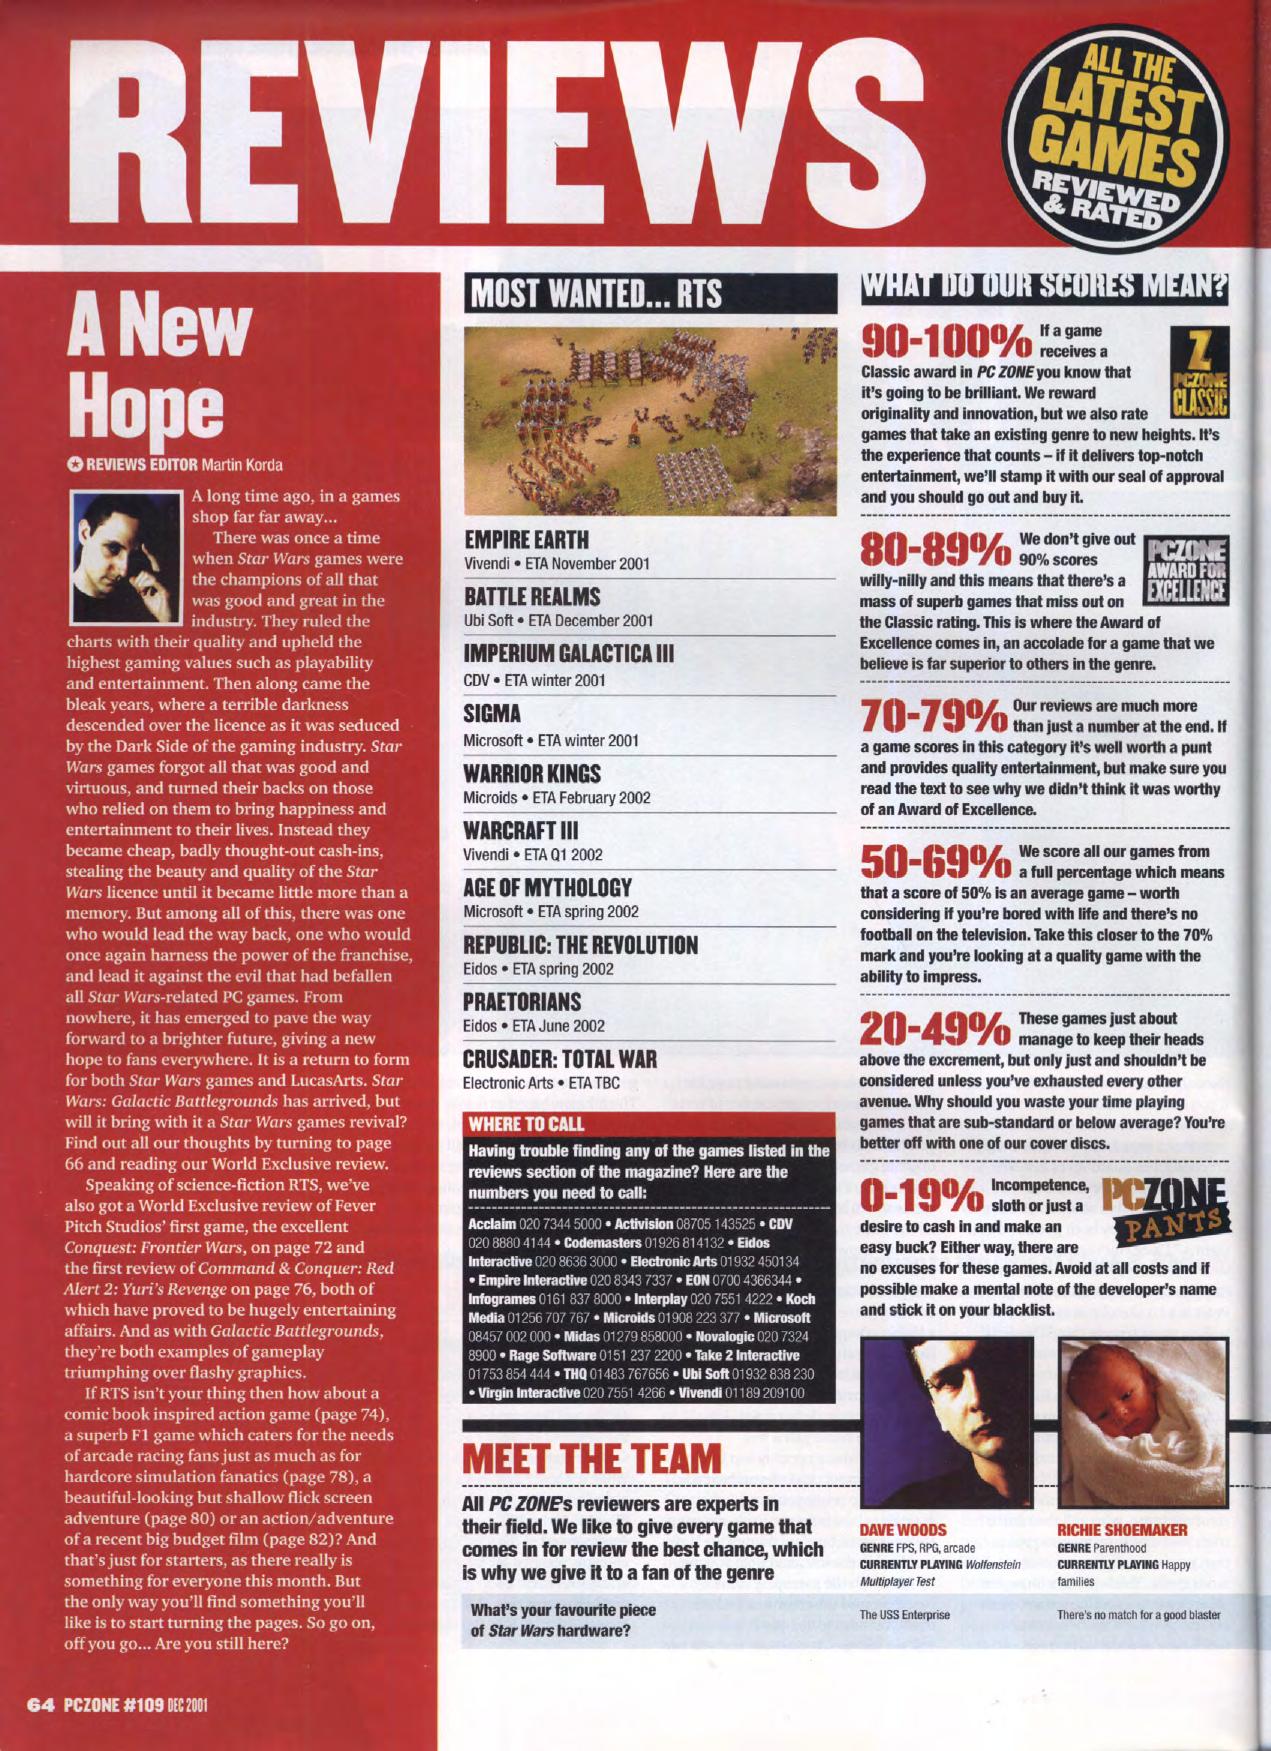 REVIEWS
ALL THE
LATEST
GAMES
REVIEWED
& RATED
A New
Hope
REVIEWS EDITOR Martin Korda
A long time ago, in a games
shop far far away...
There was once a time
when Star Wars games were
the champions of all that
was good and great in the
industry. They ruled the
charts with their quality and upheld the
highest gaming values such as playability
and entertainment. Then along came the
bleak years, where a terrible darkness
descended over the licence as it was seduced
by the Dark Side of the gaming industry. Star
Wars games forgot all that was good and
virtuous, and turned their backs on those
who relied on them to bring happiness and
entertainment to their lives. Instead they
became cheap, badly thought-out cash-ins,
stealing the beauty and quality of the Star
Wars licence until it became little more than a
memory. But among all of this, there was one
who would lead the way back, one who would
once again harness the power of the franchise,
and lead it against the evil that had befallen
all Star Wars-related PC games. From
nowhere, it has emerged to pave the way
forward to a brighter future, giving a new
hope to fans everywhere. It is a return to form
for both Star Wars games and LucasArts. Star
Wars: Galactic Battlegrounds has arrived, but
will it bring with it a Star Wars games revival?
Find out all our thoughts by turning to page
66 and reading our World Exclusive review.
Speaking of science-fiction RTS, we've
also got a World Exclusive review of Fever
Pitch Studios' first game, the excellent
Conquest: Frontier Wars, on page 72 and
the first review of Command & Conquer: Red
Alert 2: Yuri's Revenge on page 76, both of
which have proved to be hugely entertaining
affairs. And as with Galactic Battlegrounds,
they're both examples of gameplay
triumphing over flashy graphics.
If RTS isn't your thing then how about a
comic book inspired action game (page 74),
a superb F1 game which caters for the needs
of arcade racing fans just as much as for
hardcore simulation fanatics (page 78), a
beautiful-looking but shallow flick screen
adventure (page 80) or an action/adventure
of a recent big budget film (page 82)? And
that's just for starters, as there really is
something for everyone this month. But
the only way you'll find something you'll
like is to start turning the pages. So go on,
off you go... Are you still here?
MOST WANTED... RTS
EMPIRE EARTH
Vivendi • ETA November 2001
BATTLE REALMS
Ubi Soft • ETA December 2001
IMPERIUM GALACTICA III
CDV • ETA winter 2001
SIGMA
Microsoft • ETA winter 2001
WARRIOR KINGS
Microids • ETA February 2002
WARCRAFT III
Vivendi • ETA Q1 2002
AGE OF MYTHOLOGY
Microsoft • ETA spring 2002
REPUBLIC: THE REVOLUTION
Eidos • ETA spring 2002
PRAETORIANS
Eidos • ETA June 2002
CRUSADER: TOTAL WAR
Electronic Arts • ETA TBC
WHERE TO CALL
Having trouble finding any of the games listed in the
reviews section of the magazine? Here are the
numbers you need to call:
Acclaim 020 7344 5000 • Activision 08705 143525 • CDV
020 8880 4144 • Codemasters 01926 814132 • Eidos
Interactive 020 8636 3000 • Electronic Arts 01932 450134
• Empire Interactive 020 8343 7337 • EON 0700 4366344 •
Infogrames 0161 837 8000 • Interplay 020 7551 4222 • Koch
Media 01256 707 767 • Microids 01908 223 377 • Microsoft
08457 002 000 • Midas 01279 858000 • Novalogic 020 7324
8900 • Rage Software 0151 237 2200 • Take 2 Interactive
01753 854 444 • THQ 01483 767656 • Ubi Soft 01932 838 230
• Virgin Interactive 020 7551 4266 • Vivendi 01189 209100
WHAT DO OUR SCORES MEAN?
90-100% If a game
receives a
Classic award in PC ZONE you know that
it's going to be brilliant. We reward
originality and innovation, but we also rate
games that take an existing genre to new heights. It's
the experience that counts – if it delivers top-notch
entertainment, we'll stamp it with our seal of approval
and you should go out and buy it.
Z
PCZONE
CLASSIC
80-89% We don't give out
90% scores
willy-nilly and this means that there's a
mass of superb games that miss out on
the Classic rating. This is where the Award of
Excellence comes in, an accolade for a game that we
believe is far superior to others in the genre.
PCZONE
AWARD FOR
EXCELLENCE
70-79% Our reviews are much more
than just a number at the end. If
a game scores in this category it's well worth a punt
and provides quality entertainment, but make sure you
read the text to see why we didn't think it was worthy
of an Award of Excellence.
50-69% We score all our games from
a full percentage which means
that a score of 50% is an average game – worth
considering if you're bored with life and there's no
football on the television. Take this closer to the 70%
mark and you're looking at a quality game with the
ability to impress.
20-49% These games just about
manage to keep their heads
above the excrement, but only just and shouldn't be
considered unless you've exhausted every other
avenue. Why should you waste your time playing
games that are sub-standard or below average? You're
better off with one of our cover discs.
0-19% Incompetence,
sloth or just a
desire to cash in and make an
easy buck? Either way, there are
no excuses for these games. Avoid at all costs and if
possible make a mental note of the developer's name
and stick it on your blacklist.
PCZONE
PANTS
MEET THE TEAM
All PC ZONE's reviewers are experts in
their field. We like to give every game that
comes in for review the best chance, which
is why we give it to a fan of the genre
What's your favourite piece
of Star Wars hardware?
DAVE WOODS
GENRE FPS, RPG, arcade
CURRENTLY PLAYING Wolfenstein
Multiplayer Test
The USS Enterprise
RICHIE SHOEMAKER
GENRE Parenthood
CURRENTLY PLAYING Happy
families
There's no match for a good blaster
64 PCZONE #109 DEC 2001